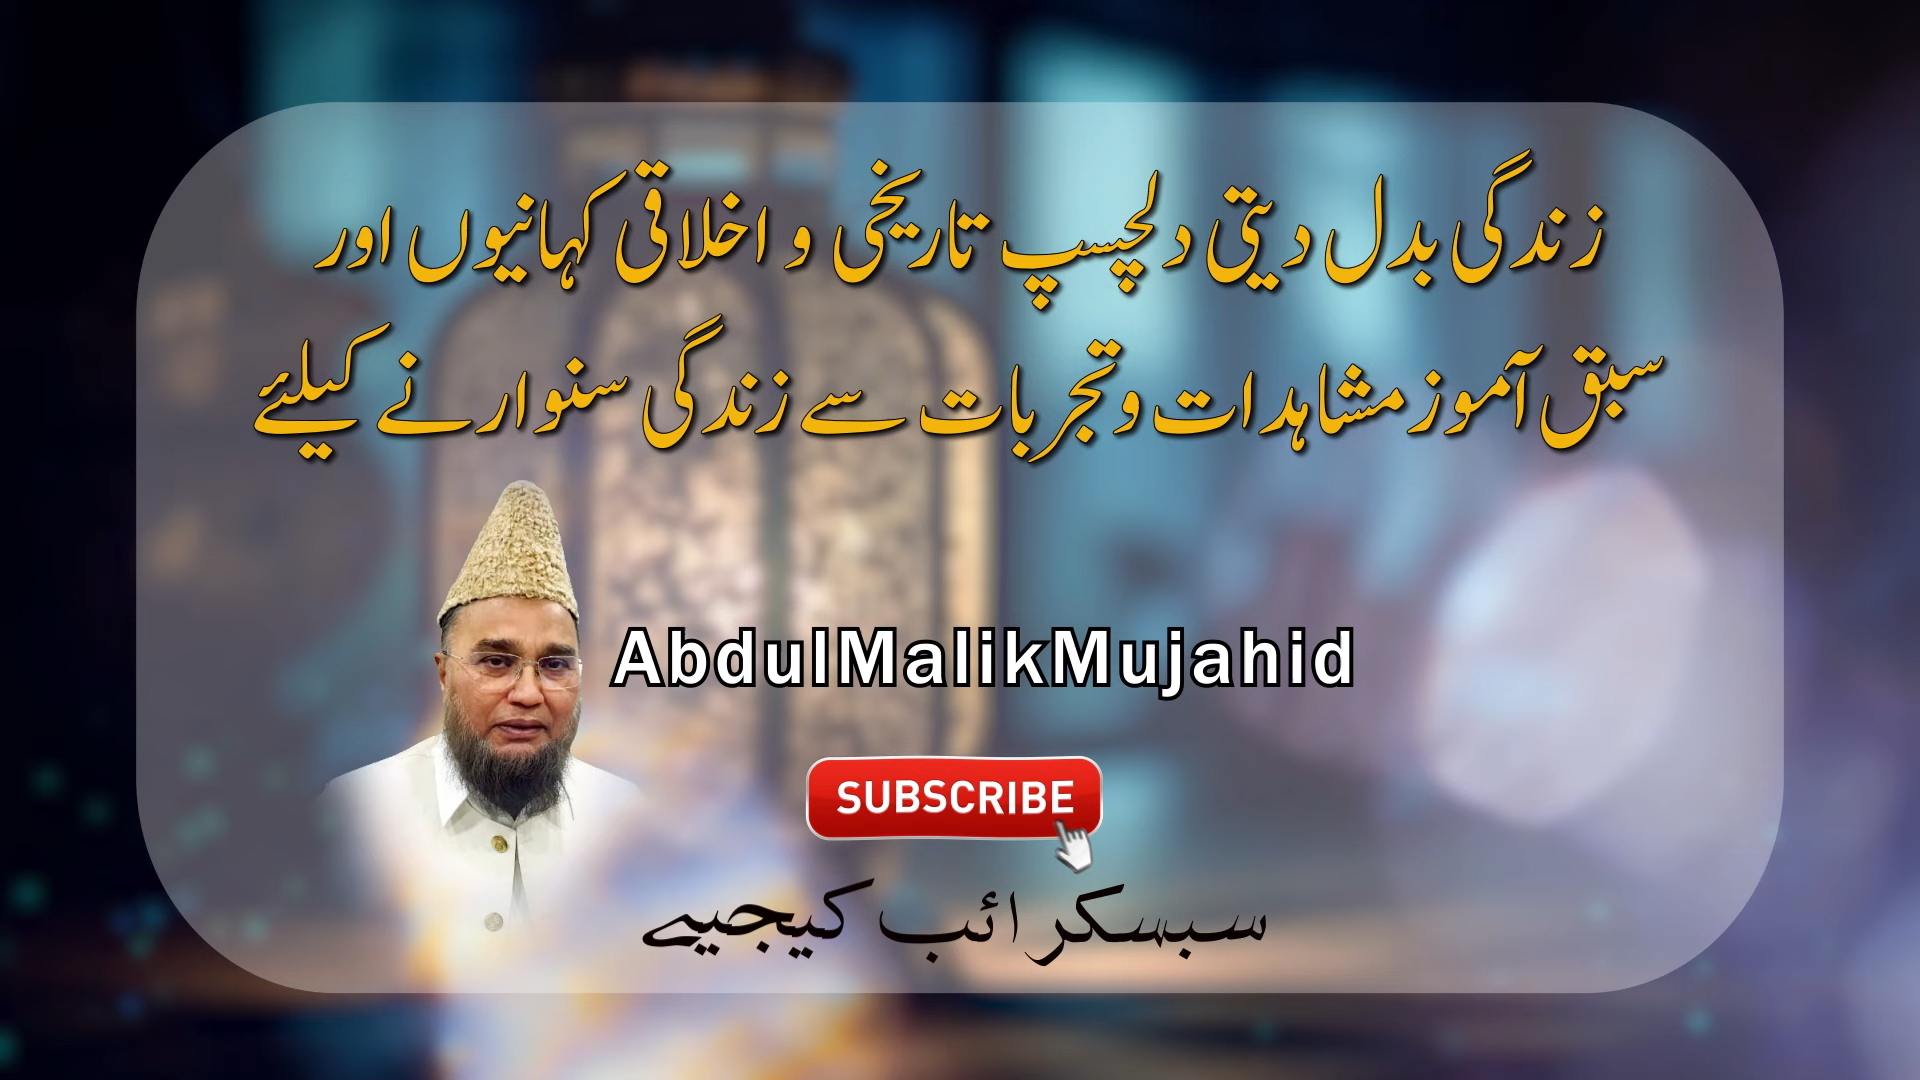 زندگی بدل دیتی دلچسپ تاریخی و اخلاقی کہانیوں اور
سبق آموز مشاہدات و تجربات سے زندگی سنوارنے کیلئے
AbdulMalikMujahid
SUBSCRIBE
سبسکرائب کیجیے